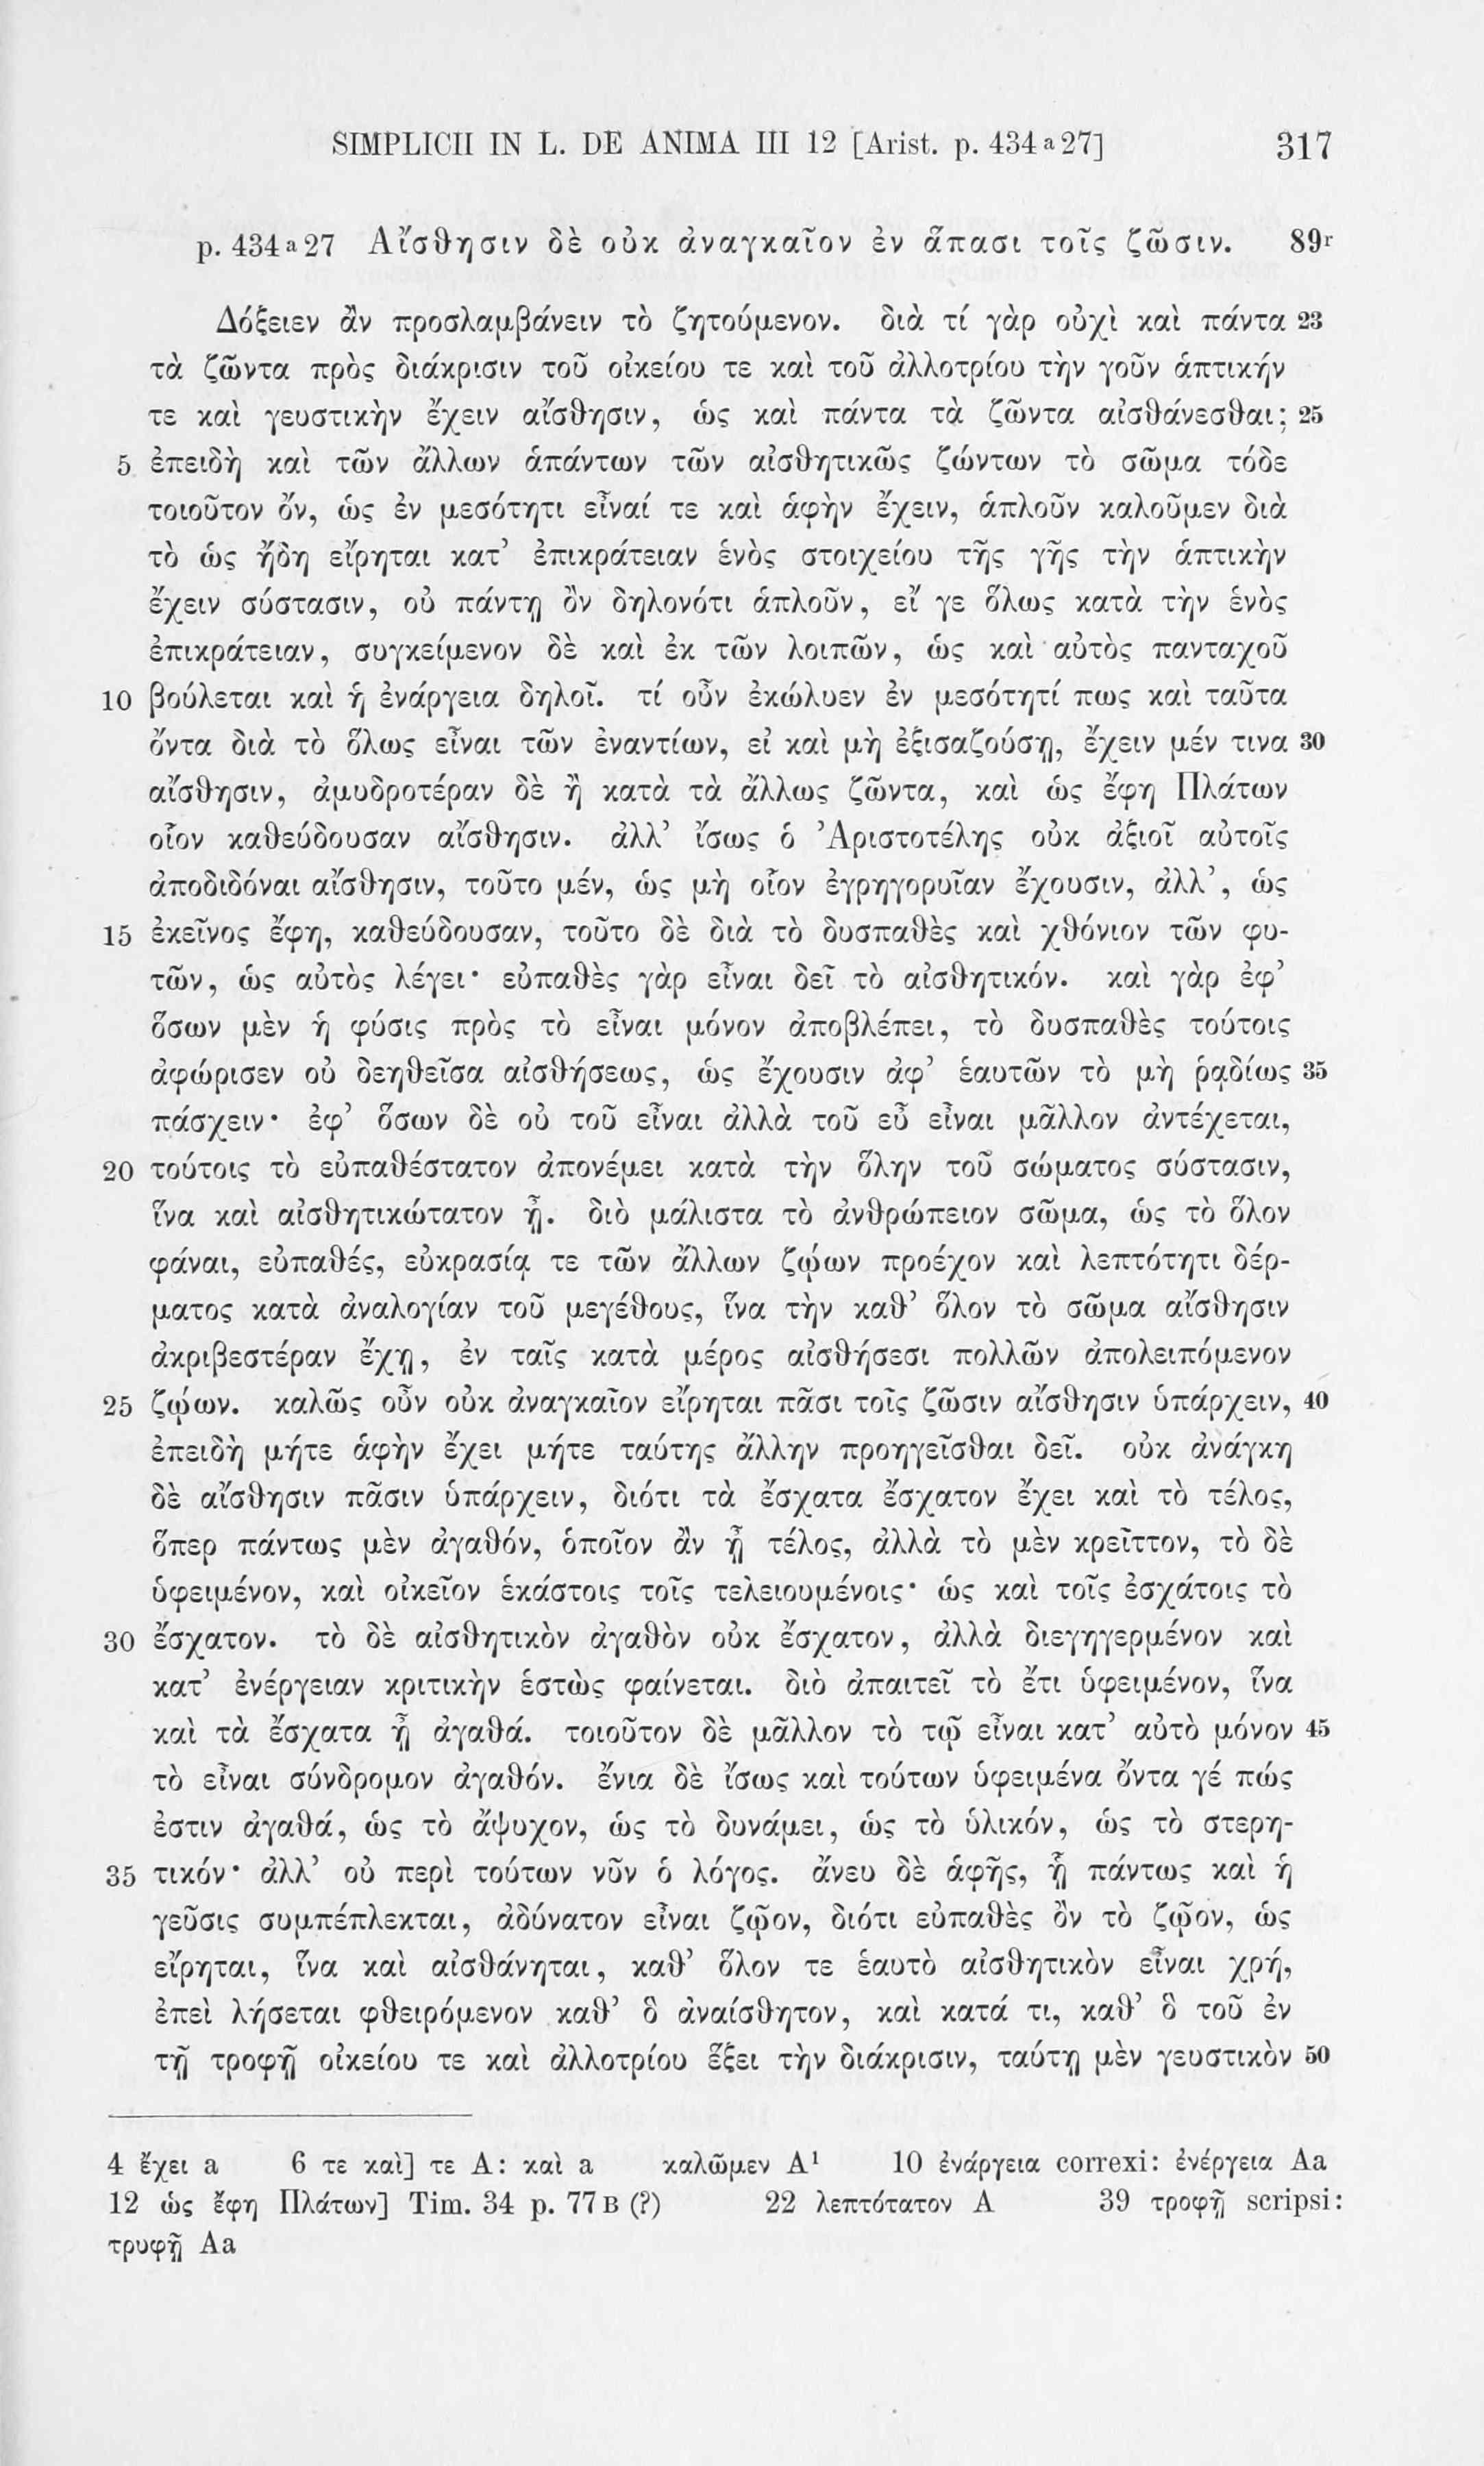 SIMPLICII IN L. DE ANIMA III 12 [Arist. p. 434 a 27] 317
p. 434 a 27 Αἴσθησιν δὲ οὐκ ἀναγκαῖον ἐν ἅπασι τοῖς ζῶσιν. 89r
Δόξειεν ἂν προσλαμβάνειν τὸ ζητούμενον. διὰ τί γὰρ οὐχὶ καὶ πάντα 23
τὰ ζῶντα πρὸς διάκρισιν τοῦ οἰκείου τε καὶ τοῦ ἀλλοτρίου τὴν γοῦν ἁπτικήν
τε καὶ γευστικὴν ἔχειν αἴσθησιν, ὡς καὶ πάντα τὰ ζῶντα αἰσθάνεσθαι; 25
5 ἐπειδὴ καὶ τῶν ἄλλων ἁπάντων τῶν αἰσθητικῶς ζώντων τὸ σῶμα τόδε
τοιοῦτον ὄν, ὡς ἐν μεσότητι εἶναί τε καὶ ἁφὴν ἔχειν, ἁπλοῦν καλοῦμεν διὰ
τὸ ὡς ἤδη εἴρηται κατ’ ἐπικράτειαν ἑνὸς στοιχείου τῆς γῆς τὴν ἁπτικὴν
ἔχειν σύστασιν, οὐ πάντῃ ὂν δηλονότι ἁπλοῦν, εἴ γε ὅλως κατὰ τὴν ἑνὸς
ἐπικράτειαν, συγκείμενον δὲ καὶ ἐκ τῶν λοιπῶν, ὡς καὶ αὐτὸς πανταχοῦ
10 βούλεται καὶ ἡ ἐνάργεια δηλοῖ. τί οὖν ἐκώλυεν ἐν μεσότητί πως καὶ ταῦτα
ὄντα διὰ τὸ ὅλως εἶναι τῶν ἐναντίων, εἰ καὶ μὴ ἐξισαζούσῃ, ἔχειν μέν τινα 30
αἴσθησιν, ἀμυδροτέραν δὲ ἢ κατὰ τὰ ἄλλως ζῶντα, καὶ ὡς ἔφη Πλάτων
οἷον καθεύδουσαν αἴσθησιν. ἀλλ’ ἴσως ὁ Ἀριστοτέλης οὐκ ἀξιοῖ αὐτοῖς
ἀποδιδόναι αἴσθησιν, τοῦτο μέν, ὡς μὴ οἷον ἐγρηγορυῖαν ἔχουσιν, ἀλλ’, ὡς
15 ἐκεῖνος ἔφη, καθεύδουσαν, τοῦτο δὲ διὰ τὸ δυσπαθὲς καὶ χθόνιον τῶν φυ-
τῶν, ὡς αὐτὸς λέγει· εὐπαθὲς γὰρ εἶναι δεῖ τὸ αἰσθητικόν. καὶ γὰρ ἐφ’
ὅσων μὲν ἡ φύσις πρὸς τὸ εἶναι μόνον ἀποβλέπει, τὸ δυσπαθὲς τούτοις
ἀφώρισεν οὐ δεηθεῖσα αἰσθήσεως, ὡς ἔχουσιν ἀφ’ ἑαυτῶν τὸ μὴ ῥᾳδίως 35
πάσχειν· ἐφ’ ὅσων δὲ οὐ τοῦ εἶναι ἀλλὰ τοῦ εὖ εἶναι μᾶλλον ἀντέχεται,
20 τούτοις τὸ εὐπαθέστατον ἀπονέμει κατὰ τὴν ὅλην τοῦ σώματος σύστασιν,
ἵνα καὶ αἰσθητικώτατον ᾖ. διὸ μάλιστα τὸ ἀνθρώπειον σῶμα, ὡς τὸ ὅλον
φάναι, εὐπαθές, εὐκρασίᾳ τε τῶν ἄλλων ζῴων προέχον καὶ λεπτότητι δέρ-
ματος κατὰ ἀναλογίαν τοῦ μεγέθους, ἵνα τὴν καθ’ ὅλον τὸ σῶμα αἴσθησιν
ἀκριβεστέραν ἔχῃ, ἐν ταῖς κατὰ μέρος αἰσθήσεσι πολλῶν ἀπολειπόμενον
25 ζῴων. καλῶς οὖν οὐκ ἀναγκαῖον εἴρηται πᾶσι τοῖς ζῶσιν αἴσθησιν ὑπάρχειν, 40
ἐπειδὴ μήτε ἁφὴν ἔχει μήτε ταύτης ἄλλην προηγεῖσθαι δεῖ. οὐκ ἀνάγκη
δὲ αἴσθησιν πᾶσιν ὑπάρχειν, διότι τὰ ἔσχατα ἔσχατον ἔχει καὶ τὸ τέλος,
ὅπερ πάντως μὲν ἀγαθόν, ὁποῖον ἂν ᾖ τέλος, ἀλλὰ τὸ μὲν κρεῖττον, τὸ δὲ
ὑφειμένον, καὶ οἰκεῖον ἑκάστοις τοῖς τελειουμένοις· ὡς καὶ τοῖς ἐσχάτοις τὸ
30 ἔσχατον. τὸ δὲ αἰσθητικὸν ἀγαθὸν οὐκ ἔσχατον, ἀλλὰ διεγηγερμένον καὶ
κατ’ ἐνέργειαν κριτικὴν ἑστὼς φαίνεται. διὸ ἀπαιτεῖ τὸ ἔτι ὑφειμένον, ἵνα
καὶ τὰ ἔσχατα ᾖ ἀγαθά. τοιοῦτον δὲ μᾶλλον τὸ τῷ εἶναι κατ’ αὐτὸ μόνον 45
τὸ εἶναι σύνδρομον ἀγαθόν. ἔνια δὲ ἴσως καὶ τούτων ὑφειμένα ὄντα γέ πώς
ἐστιν ἀγαθά, ὡς τὸ ἄψυχον, ὡς τὸ δυνάμει, ὡς τὸ ὑλικόν, ὡς τὸ στερη-
35 τικόν· ἀλλ’ οὐ περὶ τούτων νῦν ὁ λόγος. ἄνευ δὲ ἁφῆς, ᾗ πάντως καὶ ἡ
γεῦσις συμπέπλεκται, ἀδύνατον εἶναι ζῷον, διότι εὐπαθὲς ὂν τὸ ζῷον, ὡς
εἴρηται, ἵνα καὶ αἰσθάνηται, καθ’ ὅλον τε ἑαυτὸ αἰσθητικὸν εἶναι χρή,
ἐπεὶ λήσεται φθειρόμενον καθ’ ὃ ἀναίσθητον, καὶ κατά τι, καθ’ ὃ τοῦ ἐν
τῇ τροφῇ οἰκείου τε καὶ ἀλλοτρίου ἕξει τὴν διάκρισιν, ταύτῃ μὲν γευστικὸν 50
4 ἔχει a 6 τε καὶ] τε A: καὶ a καλῶμεν A¹ 10 ἐνάργεια correxi: ἐνέργεια Aa
12 ὡς ἔφη Πλάτων] Tim. 34 p. 77 B (?) 22 λεπτότατον A 39 τροφῇ scripsi:
τρυφῇ Aa